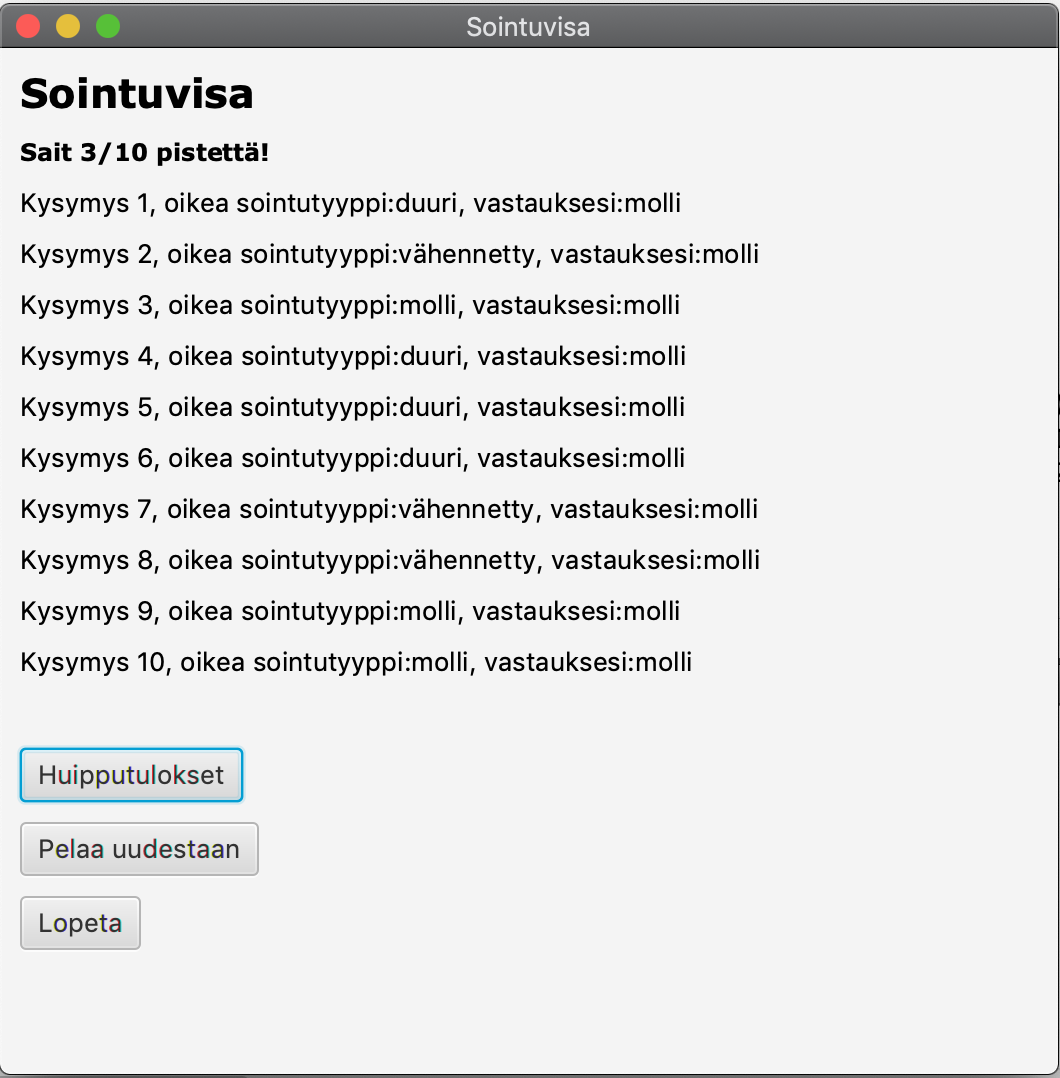 Sointuvisa
Sointuvisa
Sait 3/10 pistettä!
Kysymys 1, oikea sointutyyppi:duuri, vastauksesi:molli
Kysymys 2, oikea sointutyyppi:vähennetty, vastauksesi:molli
Kysymys 3, oikea sointutyyppi:molli, vastauksesi:molli
Kysymys 4, oikea sointutyyppi:duuri, vastauksesi:molli
Kysymys 5, oikea sointutyyppi:duuri, vastauksesi:molli
Kysymys 6, oikea sointutyyppi:duuri, vastauksesi:molli
Kysymys 7, oikea sointutyyppi:vähennetty, vastauksesi:molli
Kysymys 8, oikea sointutyyppi:vähennetty, vastauksesi:molli
Kysymys 9, oikea sointutyyppi:molli, vastauksesi:molli
Kysymys 10, oikea sointutyyppi:molli, vastauksesi:molli
Huipputulokset
Pelaa uudestaan
Lopeta